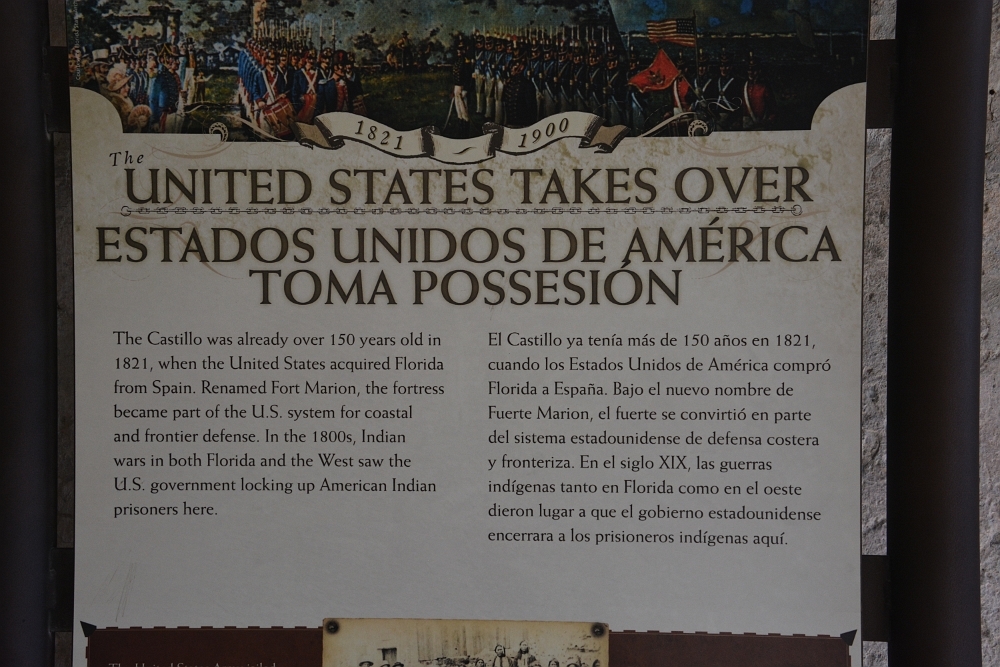 1821 1900
The
UNITED STATES TAKES OVER
ESTADOS UNIDOS DE AMÉRICA
TOMA POSSESIÓN
The Castillo was already over 150 years old in
1821, when the United States acquired Florida
from Spain. Renamed Fort Marion, the fortress
became part of the U.S. system for coastal
and frontier defense. In the 1800s, Indian
wars in both Florida and the West saw the
U.S. government locking up American Indian
prisoners here.
El Castillo ya tenía más de 150 años en 1821,
cuando los Estados Unidos de América compró
Florida a España. Bajo el nuevo nombre de
Fuerte Marion, el fuerte se convirtió en parte
del sistema estadounidense de defensa costera
y fronteriza. En el siglo XIX, las guerras
indígenas tanto en Florida como en el oeste
dieron lugar a que el gobierno estadounidense
encerrara a los prisioneros indígenas aquí.
The United States